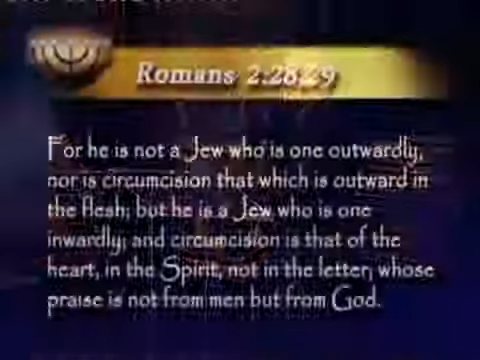 Romans 2:28,29
For he is not a Jew who is one outwardly,
nor is circumcision that which is outward in
the flesh; but he is a Jew who is one
inwardly; and circumcision is that of the
heart, in the Spirit, not in the letter; whose
praise is not from men but from God.